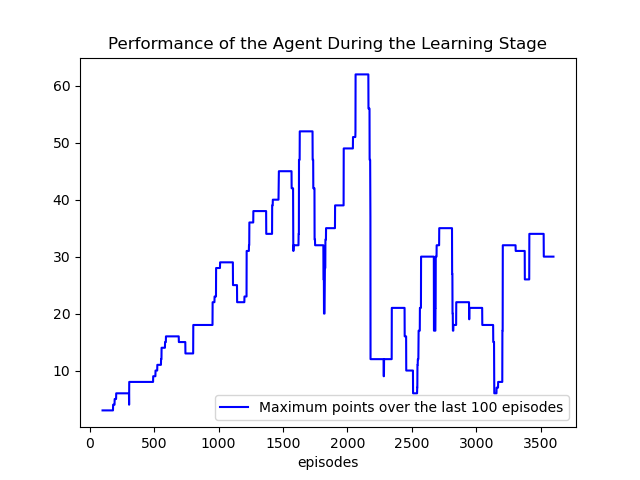 Performance of the Agent During the Learning Stage
60
50
40
30
20
10
Maximum points over the last 100 episodes
0 500 1000 1500 2000 2500 3000 3500
episodes